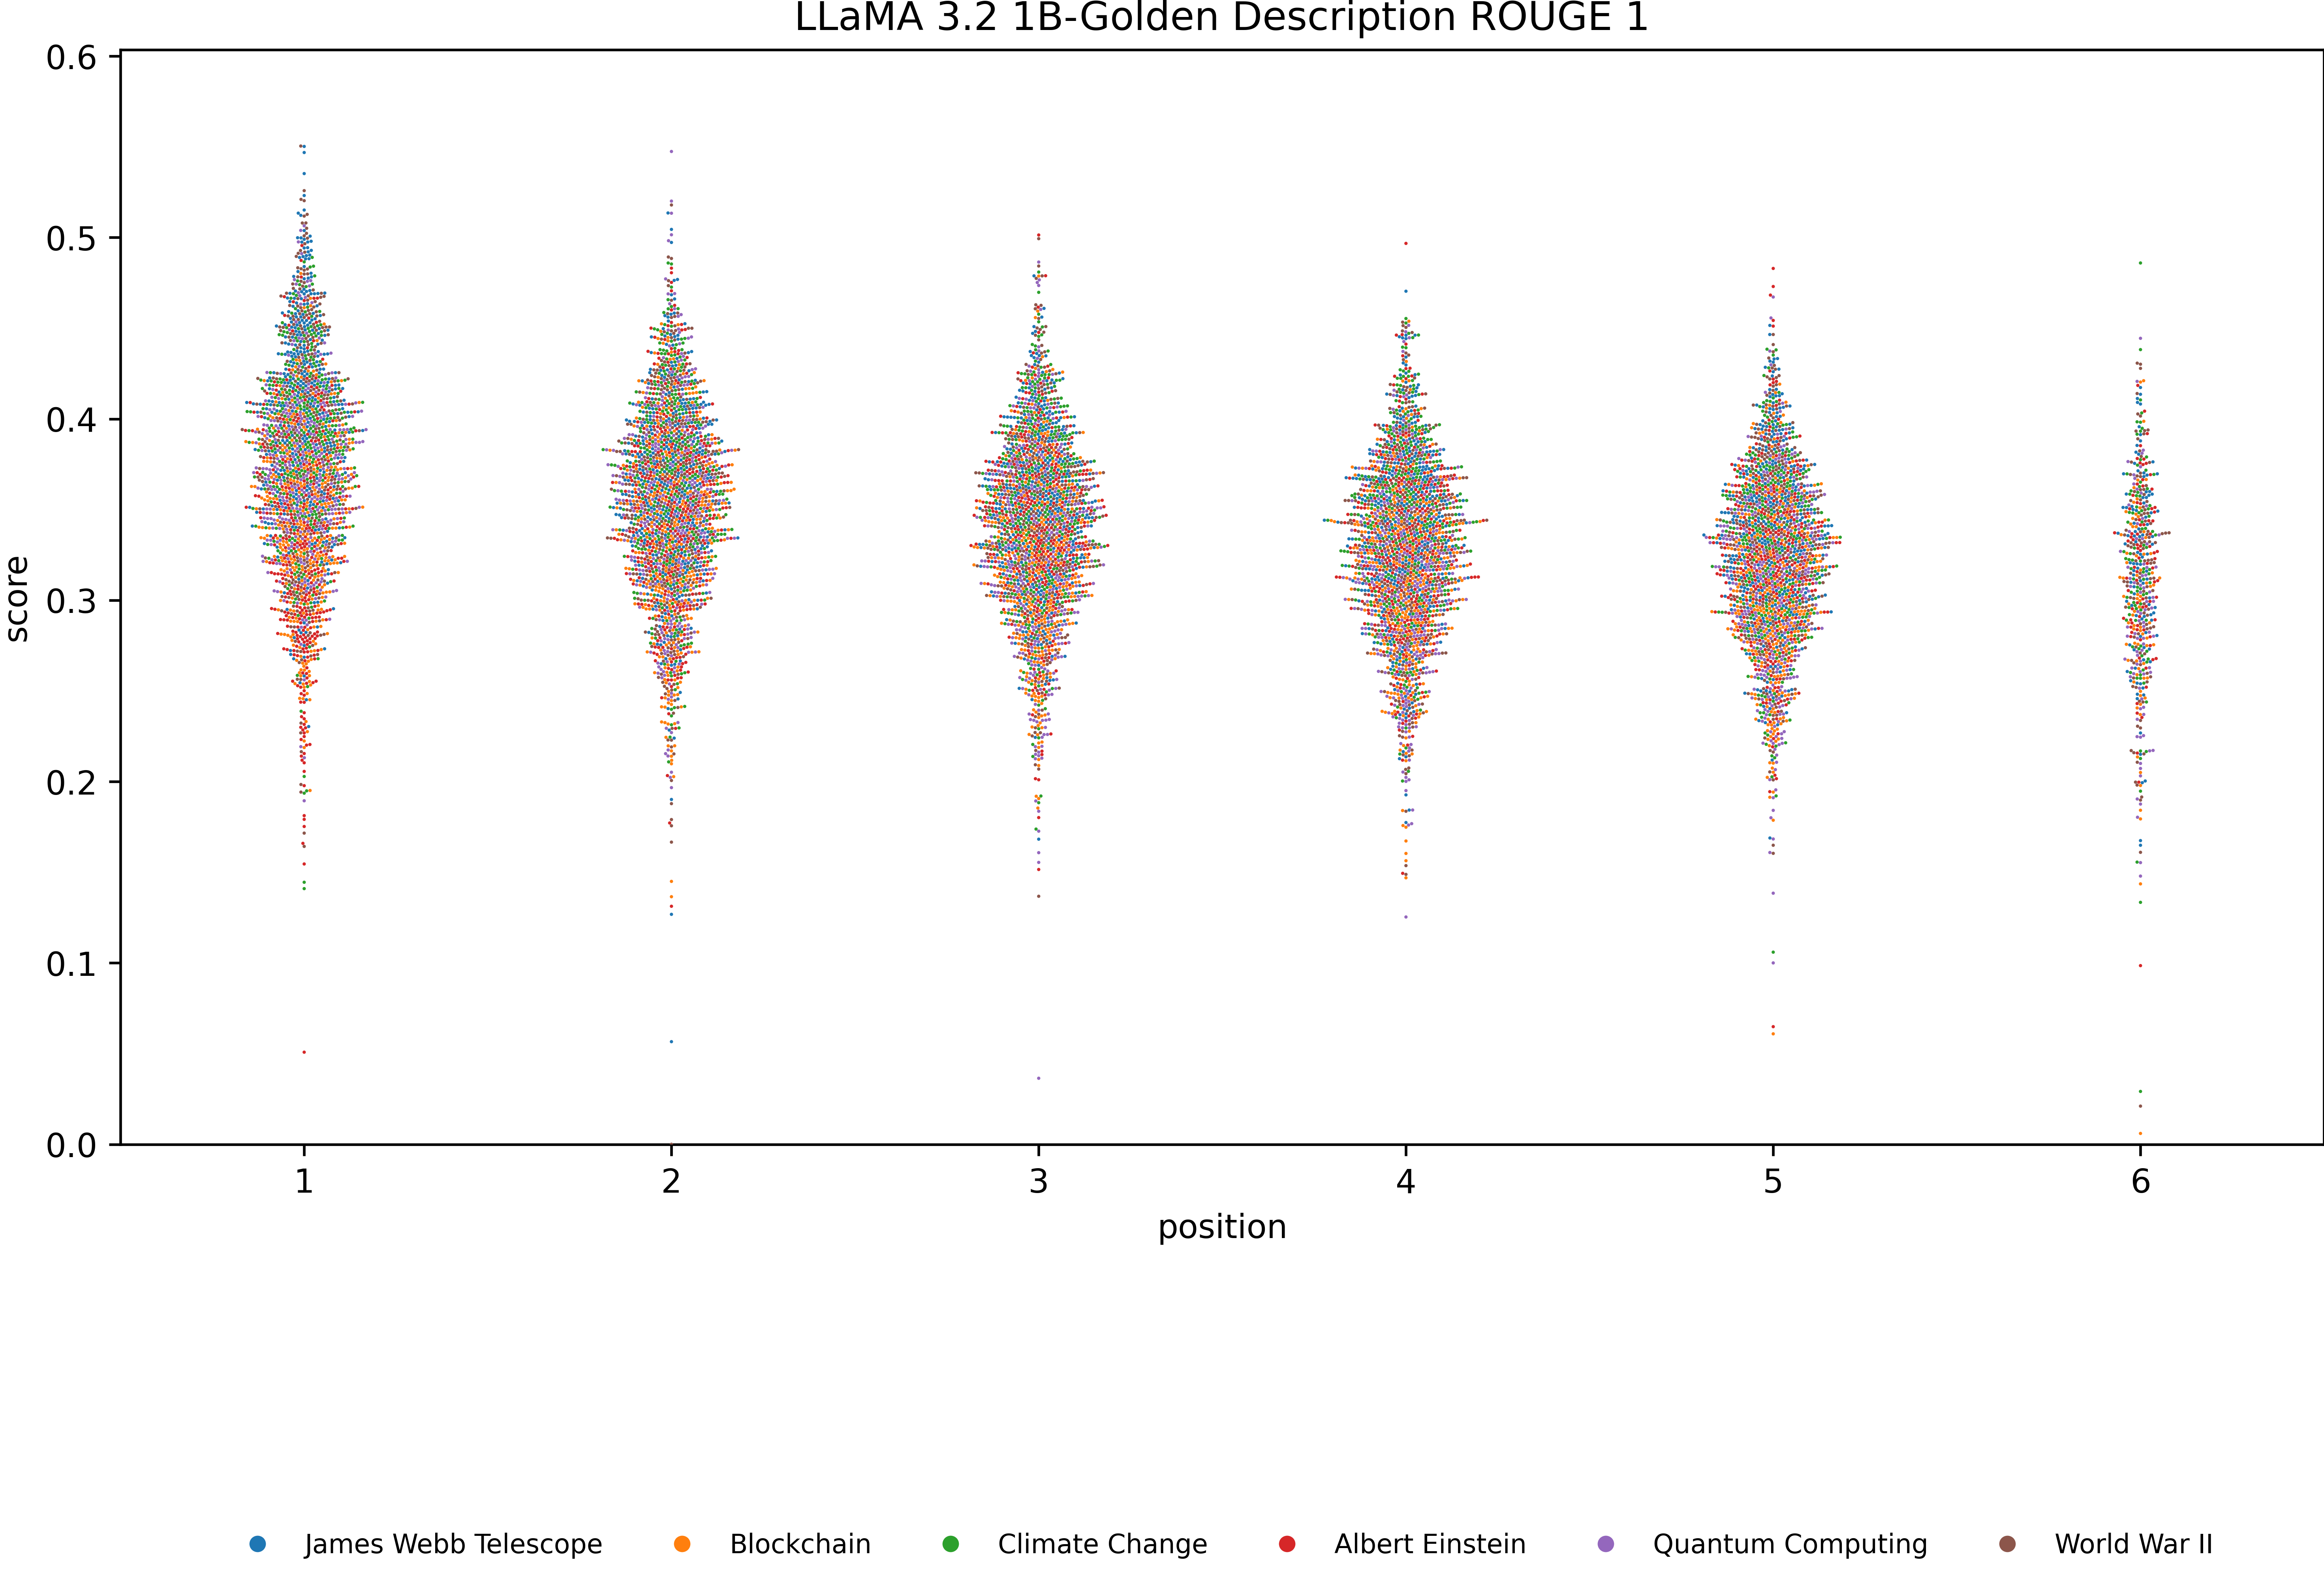 LLaMA 3.2 1B-Golden Description ROUGE 1
0.6
0.5
0.4
0.3
0.2
0.1
0.0
score
1 2 3 4 5 6
position
James Webb Telescope Blockchain Climate Change Albert Einstein Quantum Computing World War II